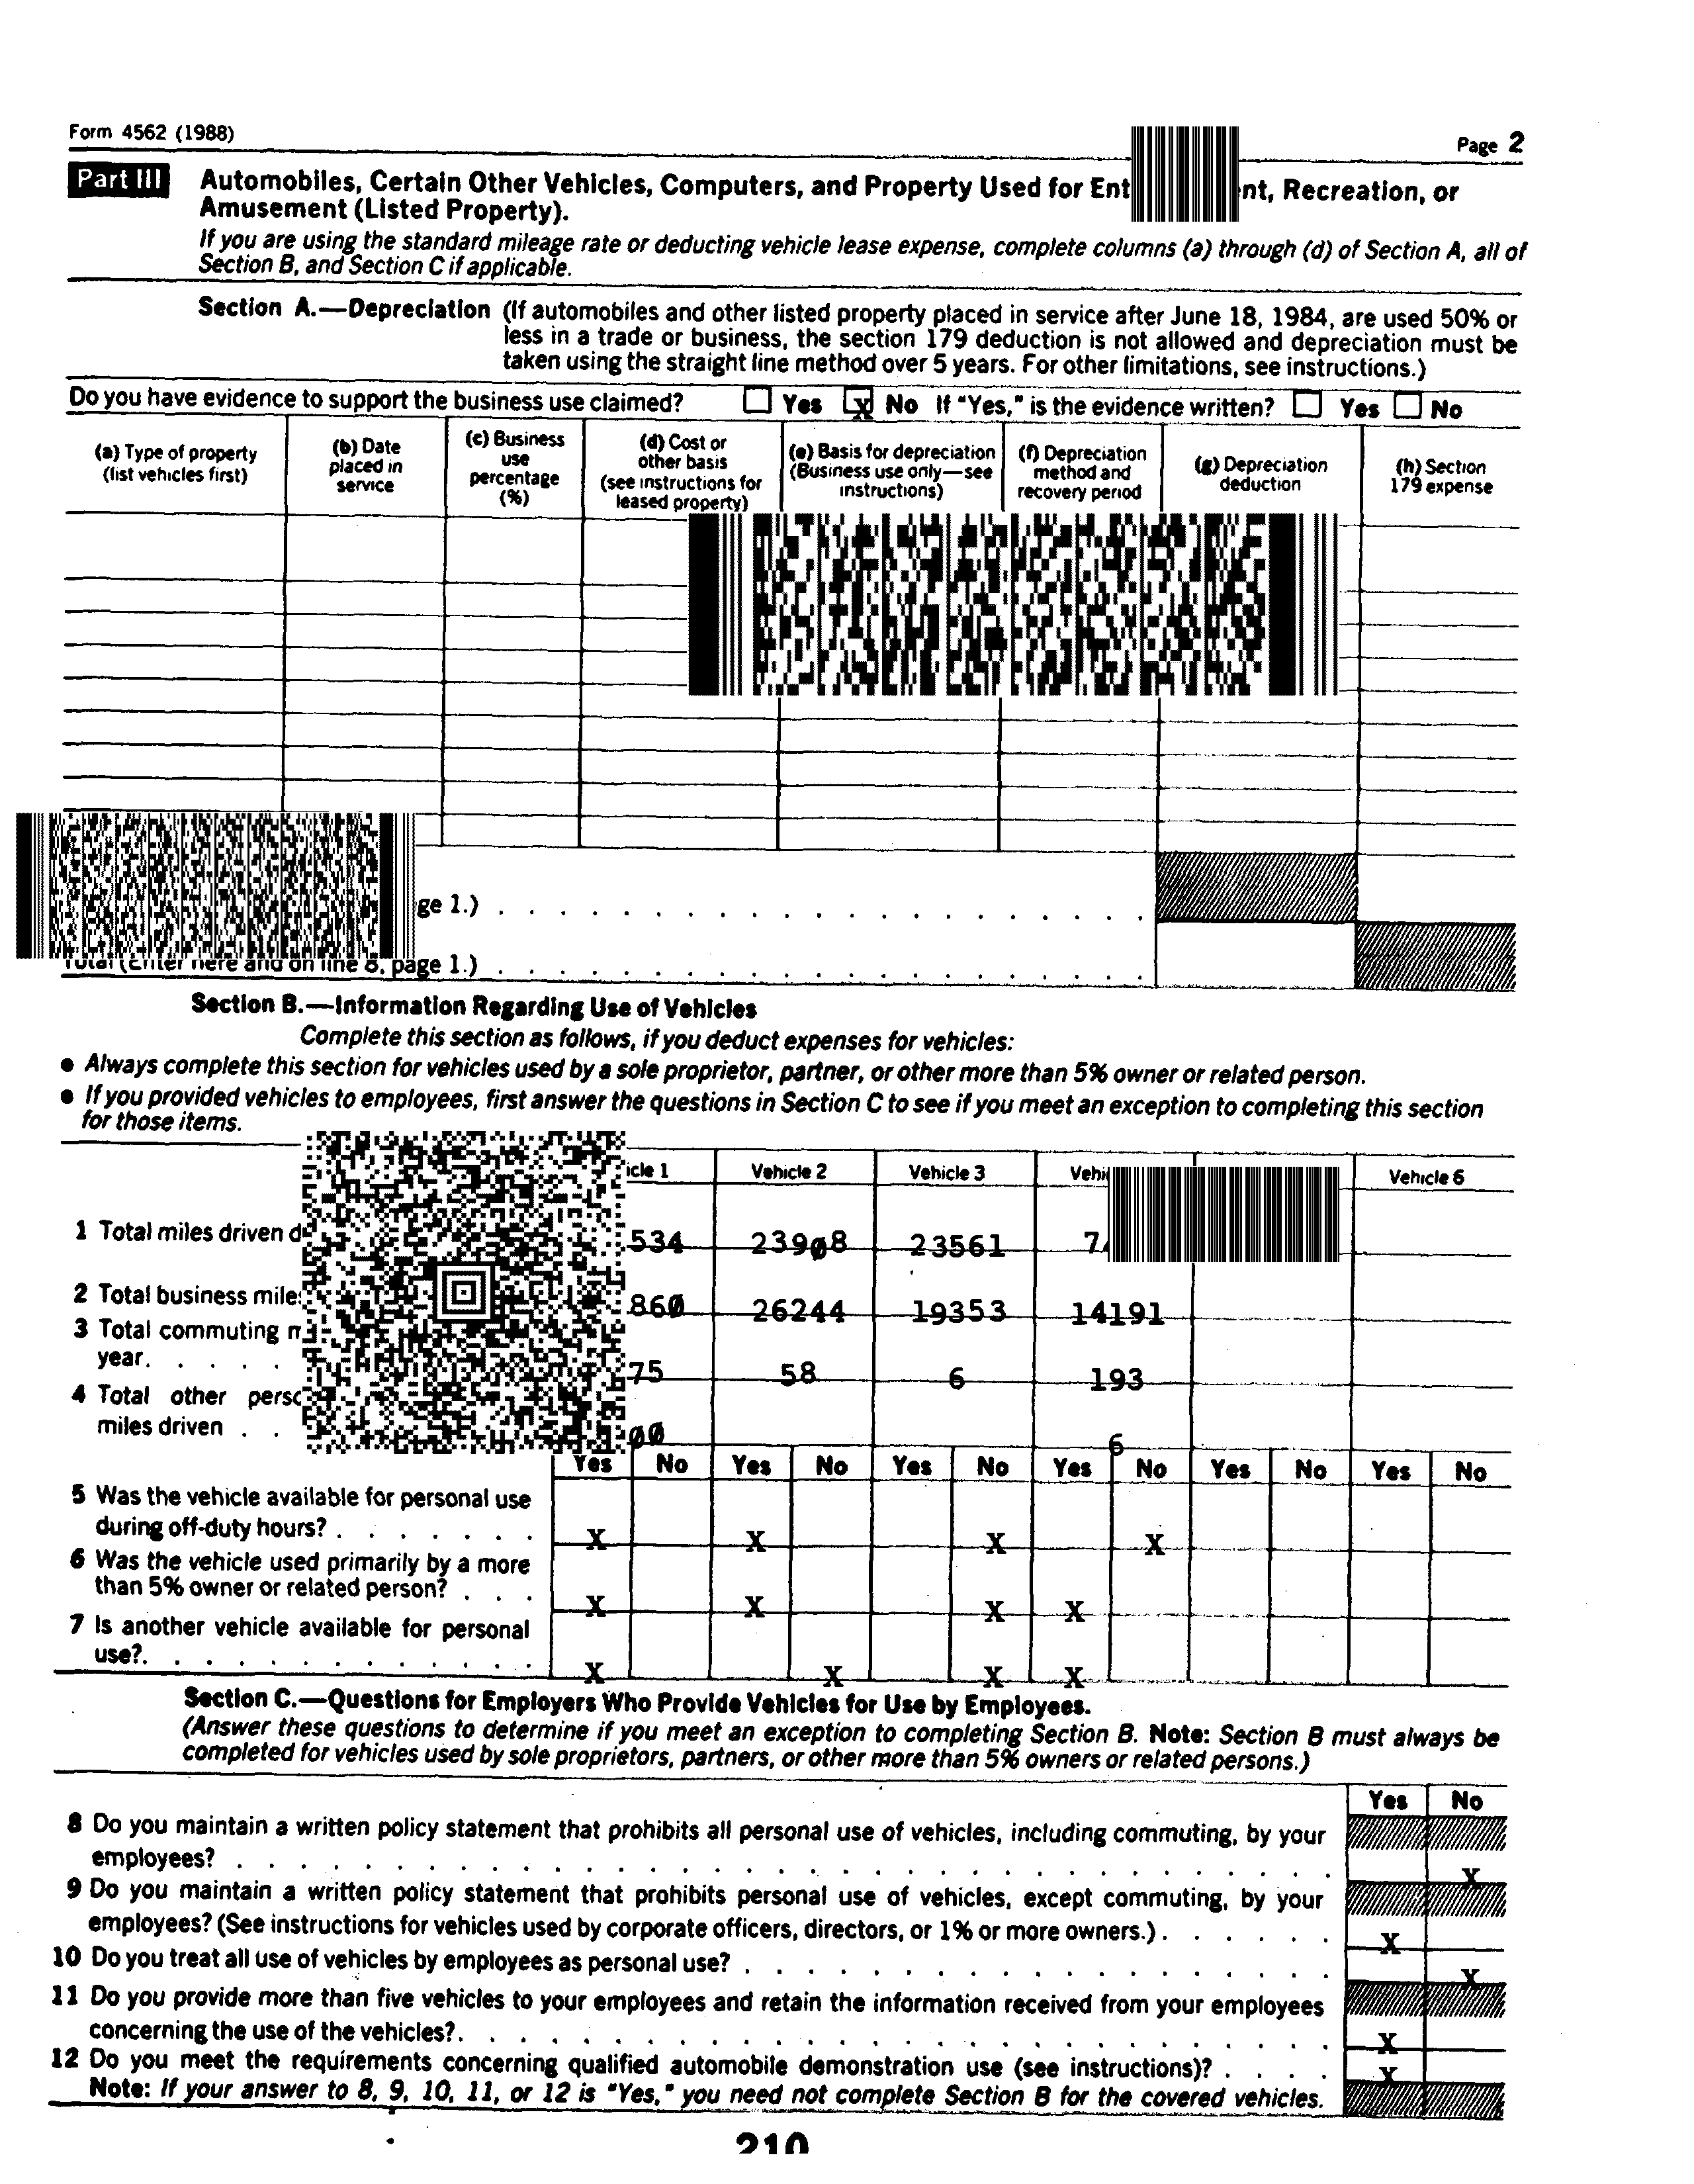 Form 4562 (1988)
Page 2
Part III Automobiles, Certain Other Vehicles, Computers, and Property Used for Ent nt, Recreation, or
Amusement (Listed Property).
If you are using the standard mileage rate or deducting vehicle lease expense, complete columns (a) through (d) of Section A, all of
Section B, and Section C if applicable.
Section A.—Depreciation (If automobiles and other listed property placed in service after June 18, 1984, are used 50% or
less in a trade or business, the section 179 deduction is not allowed and depreciation must be
taken using the straight line method over 5 years. For other limitations, see instructions.)
Do you have evidence to support the business use claimed? Yes X No If "Yes," is the evidence written? Yes No
(a) Type of property
(list vehicles first)
(b) Date
placed in
service
(c) Business
use
percentage
(%)
(d) Cost or
other basis
(see instructions for
leased property)
(e) Basis for depreciation
(Business use only—see
instructions)
(f) Depreciation
method and
recovery period
(g) Depreciation
deduction
(h) Section
179 expense
ge 1.)
Total (Enter here and on line 8, page 1.)
Section B.—Information Regarding Use of Vehicles
Complete this section as follows, if you deduct expenses for vehicles:
● Always complete this section for vehicles used by a sole proprietor, partner, or other more than 5% owner or related person.
● If you provided vehicles to employees, first answer the questions in Section C to see if you meet an exception to completing this section
for those items.
icle 1 Vehicle 2 Vehicle 3 Vehi Vehicle 6
1 Total miles driven d 534 23908 23561 7
2 Total business miles 860 26244 19353 14191
3 Total commuting m
year. 75 58 6 193
4 Total other perso
miles driven 00 6
Yes No Yes No Yes No Yes No Yes No Yes No
5 Was the vehicle available for personal use
during off-duty hours? X X X X
6 Was the vehicle used primarily by a more
than 5% owner or related person? X X X X
7 Is another vehicle available for personal
use?. X X X X
Section C.—Questions for Employers Who Provide Vehicles for Use by Employees.
(Answer these questions to determine if you meet an exception to completing Section B. Note: Section B must always be
completed for vehicles used by sole proprietors, partners, or other more than 5% owners or related persons.)
Yes No
8 Do you maintain a written policy statement that prohibits all personal use of vehicles, including commuting, by your
employees? X
9 Do you maintain a written policy statement that prohibits personal use of vehicles, except commuting, by your
employees? (See instructions for vehicles used by corporate officers, directors, or 1% or more owners.) X
10 Do you treat all use of vehicles by employees as personal use? X
11 Do you provide more than five vehicles to your employees and retain the information received from your employees
concerning the use of the vehicles?. X
12 Do you meet the requirements concerning qualified automobile demonstration use (see instructions)? X
Note: If your answer to 8, 9, 10, 11, or 12 is "Yes," you need not complete Section B for the covered vehicles.
210